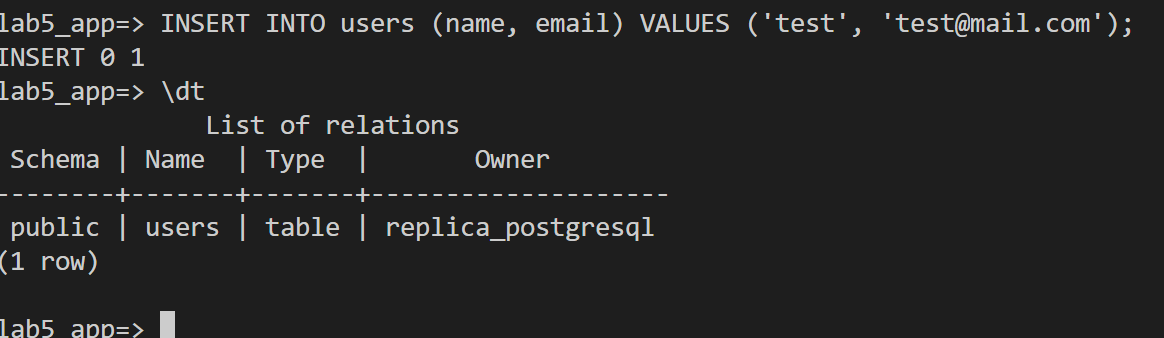 lab5_app=> INSERT INTO users (name, email) VALUES ('test', 'test@mail.com');
INSERT 0 1
lab5_app=> \dt
             List of relations
 Schema | Name  | Type  |       Owner
--------+-------+-------+--------------------
 public | users | table | replica_postgresql
(1 row)

lab5_app=>